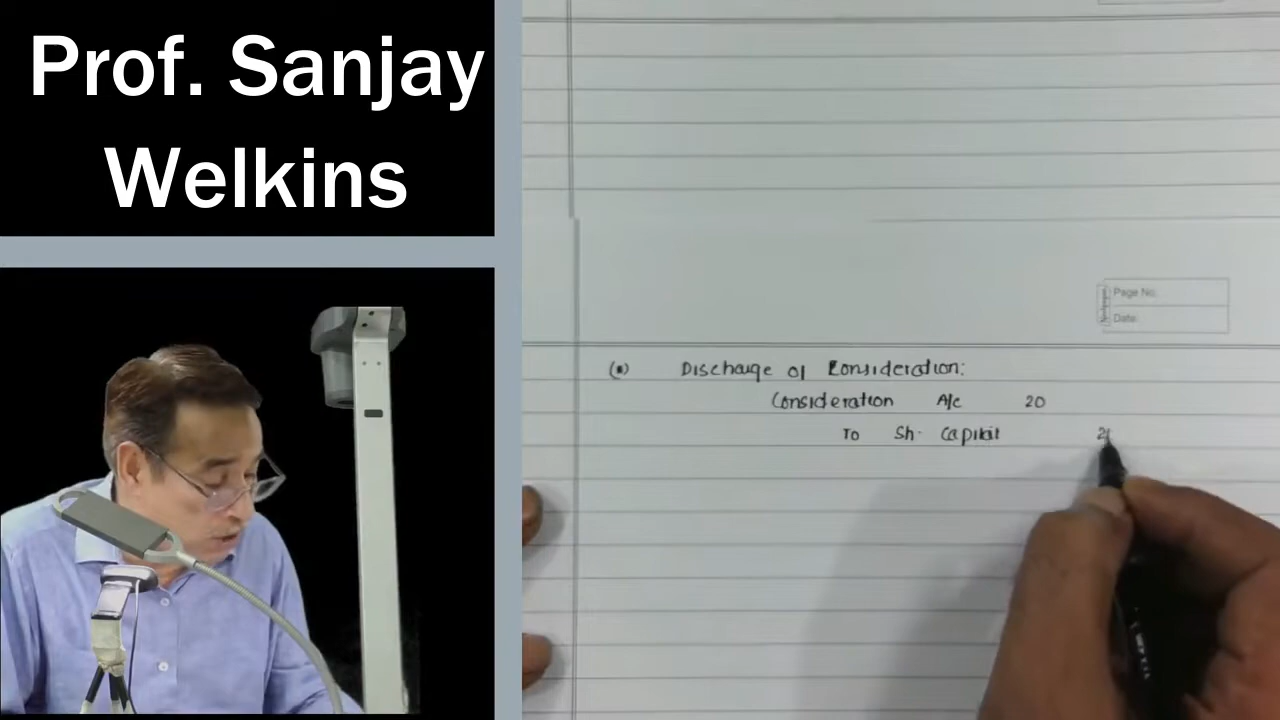 Prof. Sanjay
Welkins
Page No.
Date:
Discharge of Consideration:
Consideration A/c 20
To Sh. Capital